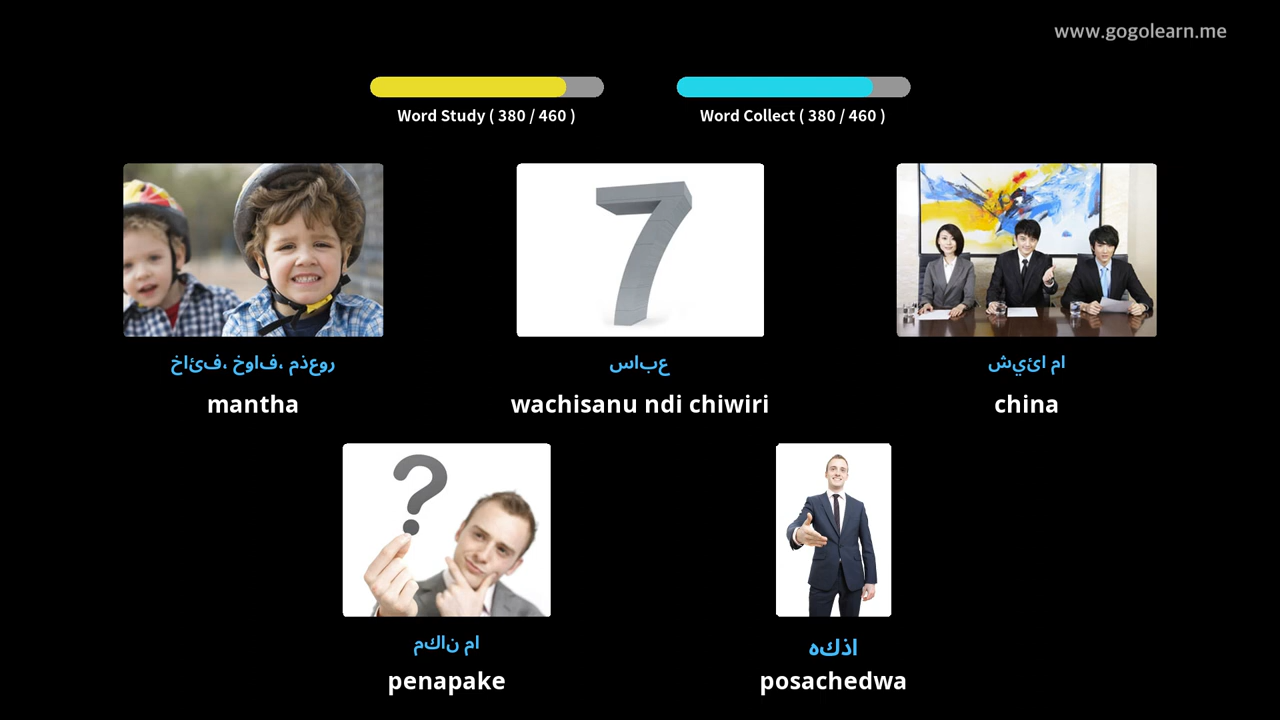 www.gogolearn.me
Word Study ( 380 / 460 )
Word Collect ( 380 / 460 )
خائف، خواف، مذعور
mantha
سابع
wachisanu ndi chiwiri
شيئا ما
china
مكان ما
penapake
هكذا
posachedwa